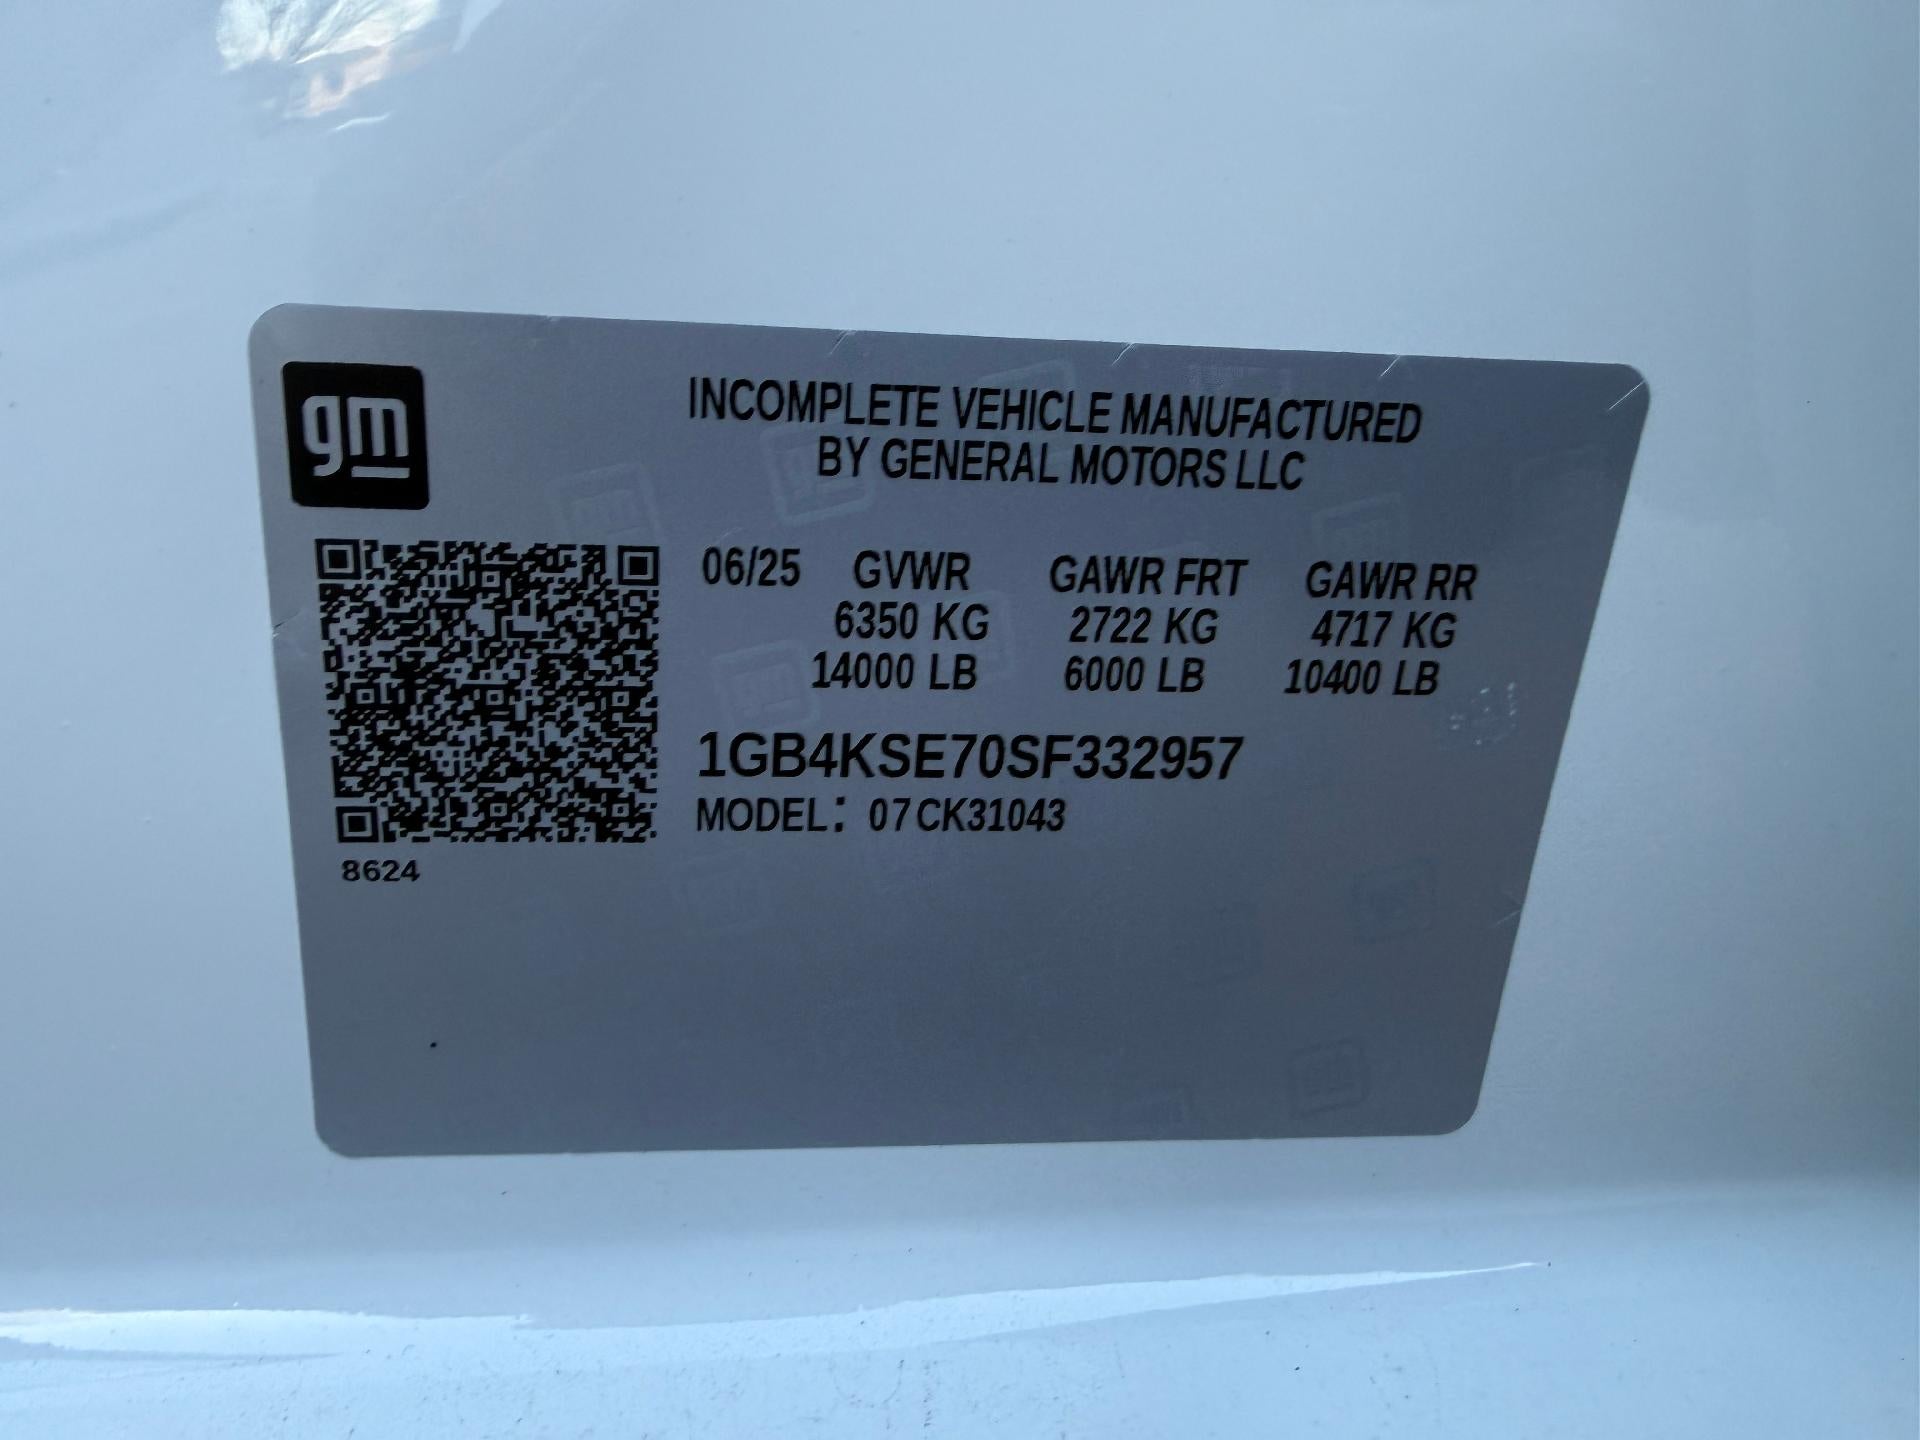 gm
INCOMPLETE VEHICLE MANUFACTURED
BY GENERAL MOTORS LLC
06/25 GVWR GAWR FRT GAWR RR
6350 KG 2722 KG 4717 KG
14000 LB 6000 LB 10400 LB
1GB4KSE70SF332957
MODEL: 07CK31043
8624